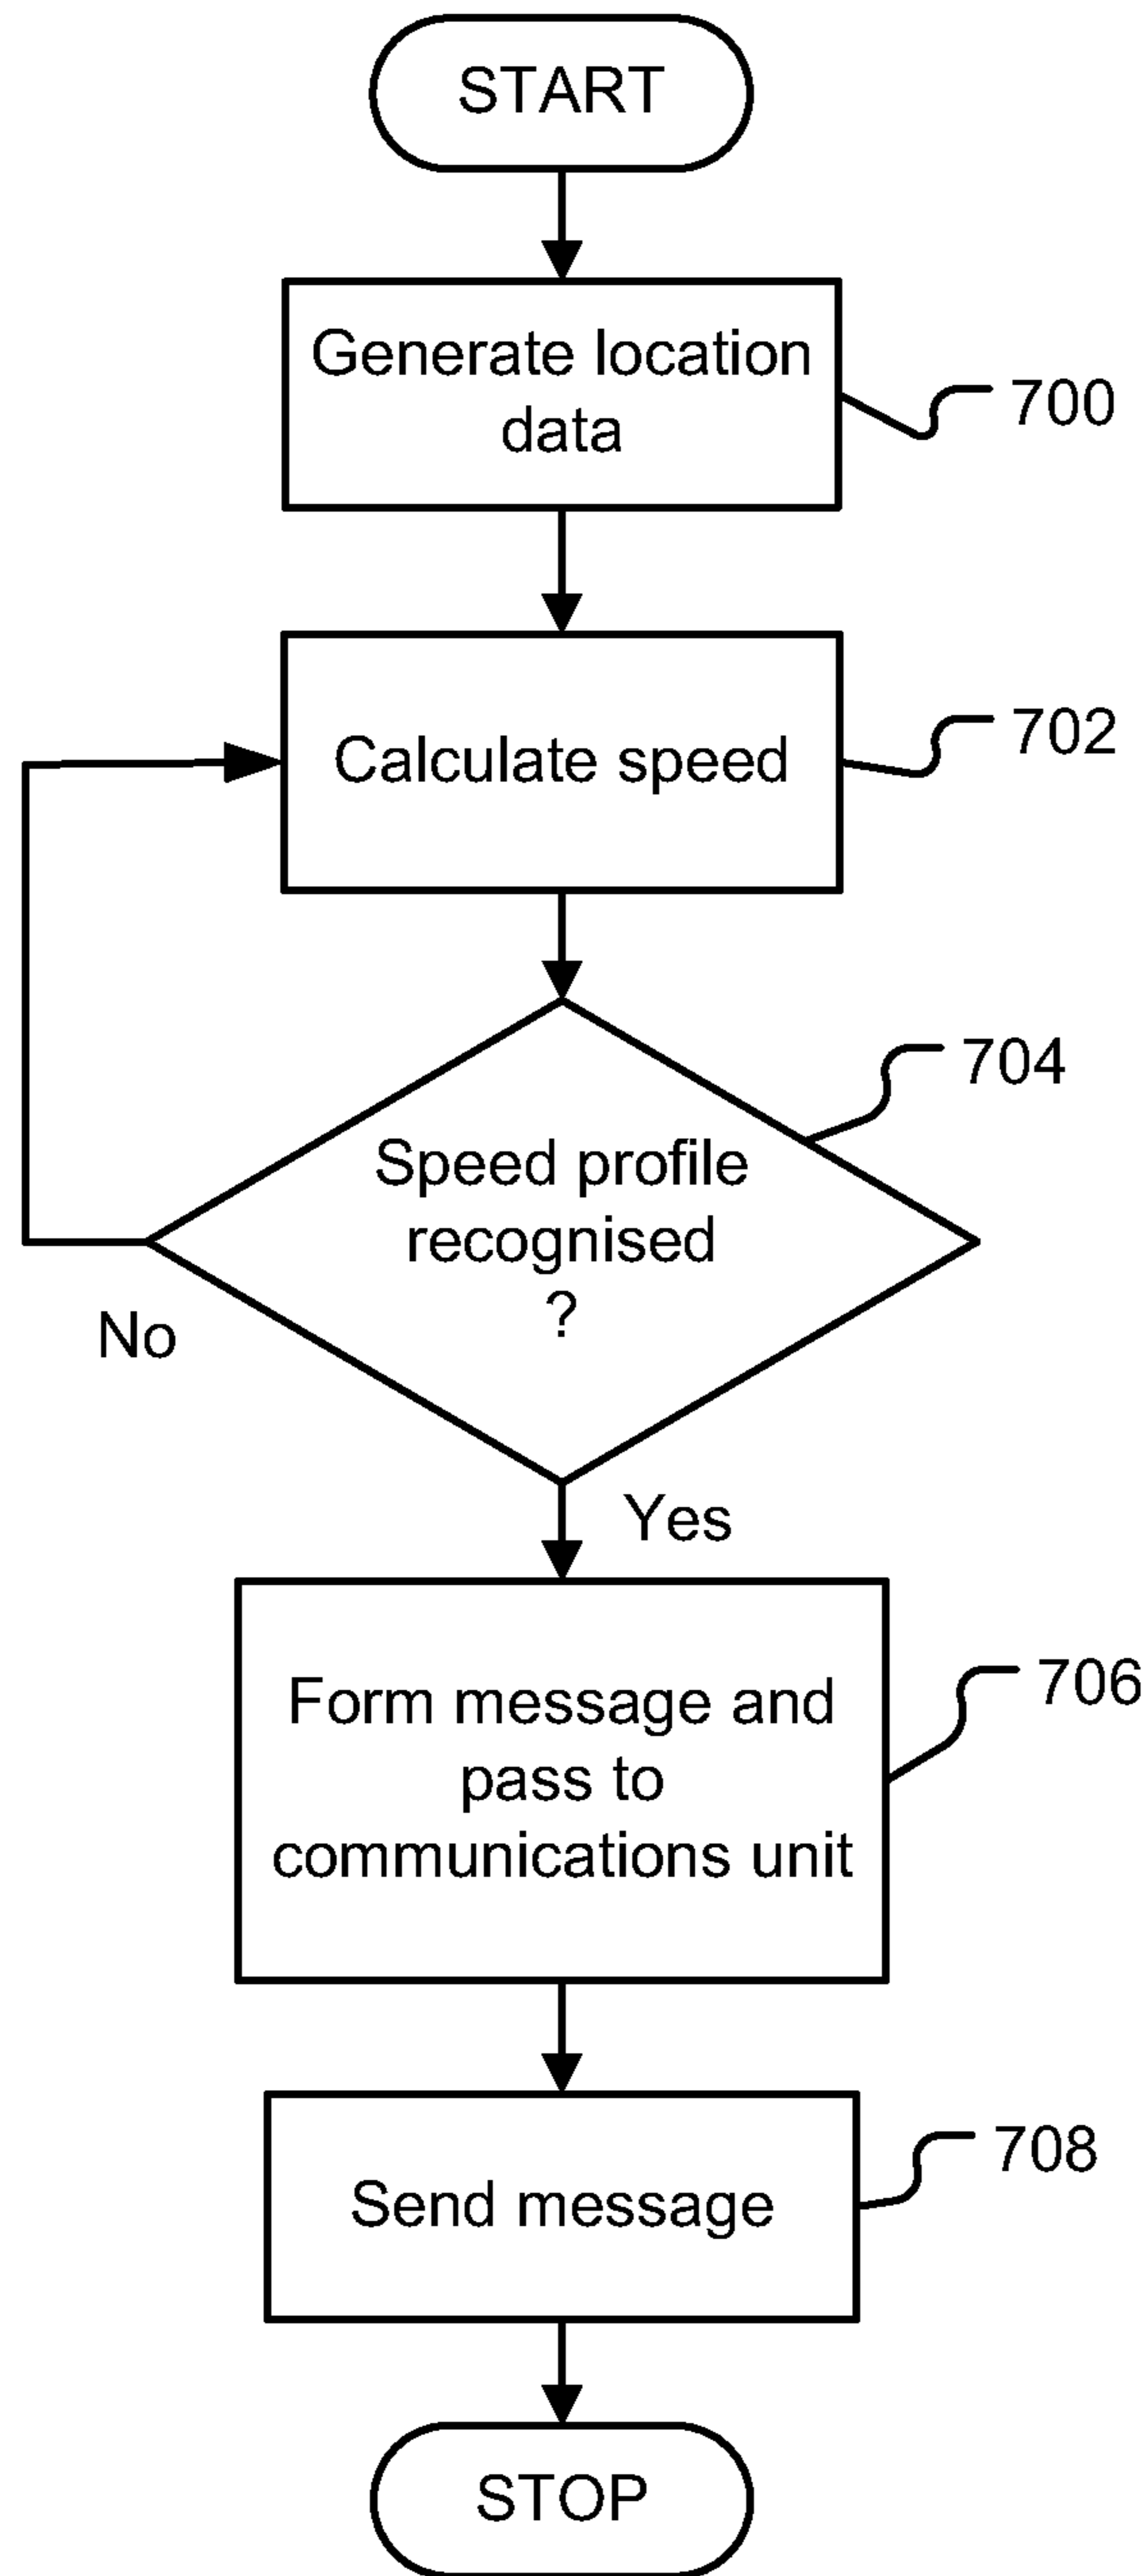 START
Generate location
data
700
Calculate speed
702
704
Speed profile
recognised
?
No
Yes
Form message and
pass to
communications unit
706
Send message
708
STOP